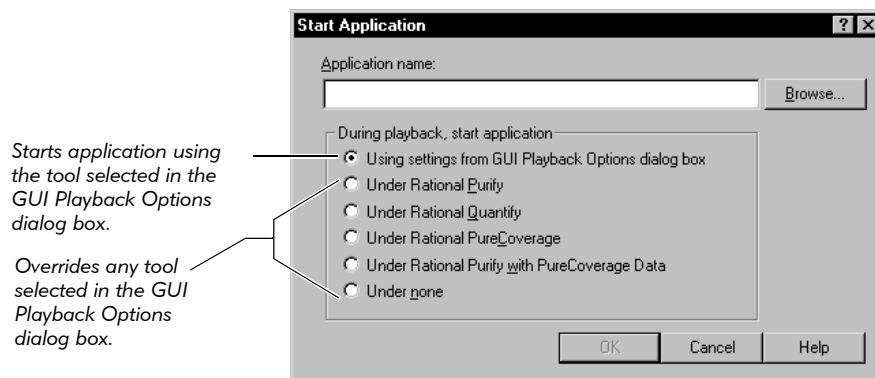 Start Application
? ×
Application name:
Browse...
During playback, start application
Using settings from GUI Playback Options dialog box
Under Rational Purify
Under Rational Quantify
Under Rational PureCoverage
Under Rational Purify with PureCoverage Data
Under none
OK Cancel Help
Starts application using
the tool selected in the
GUI Playback Options
dialog box.
Overrides any tool
selected in the GUI
Playback Options
dialog box.